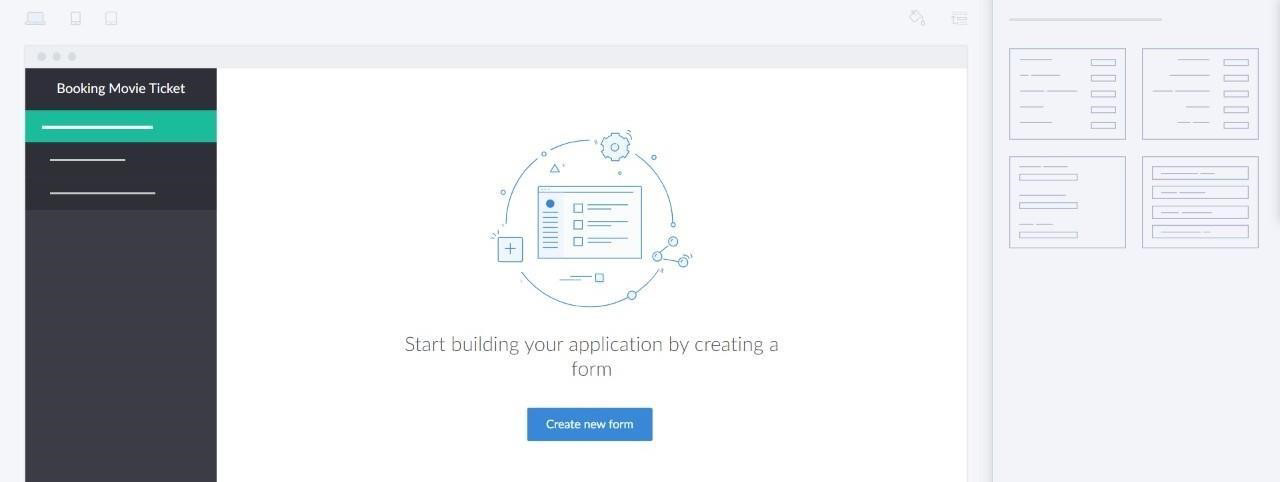 Booking Movie Ticket
Start building your application by creating a
form
Create new form